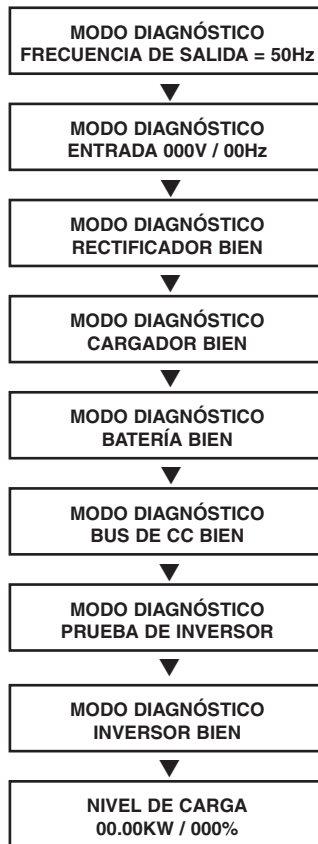 MODO DIAGNÓSTICO
FRECUENCIA DE SALIDA = 50Hz
MODO DIAGNÓSTICO
ENTRADA 000V / 00Hz
MODO DIAGNÓSTICO
RECTIFICADOR BIEN
MODO DIAGNÓSTICO
CARGADOR BIEN
MODO DIAGNÓSTICO
BATERÍA BIEN
MODO DIAGNÓSTICO
BUS DE CC BIEN
MODO DIAGNÓSTICO
PRUEBA DE INVERSOR
MODO DIAGNÓSTICO
INVERSOR BIEN
NIVEL DE CARGA
00.00KW / 000%